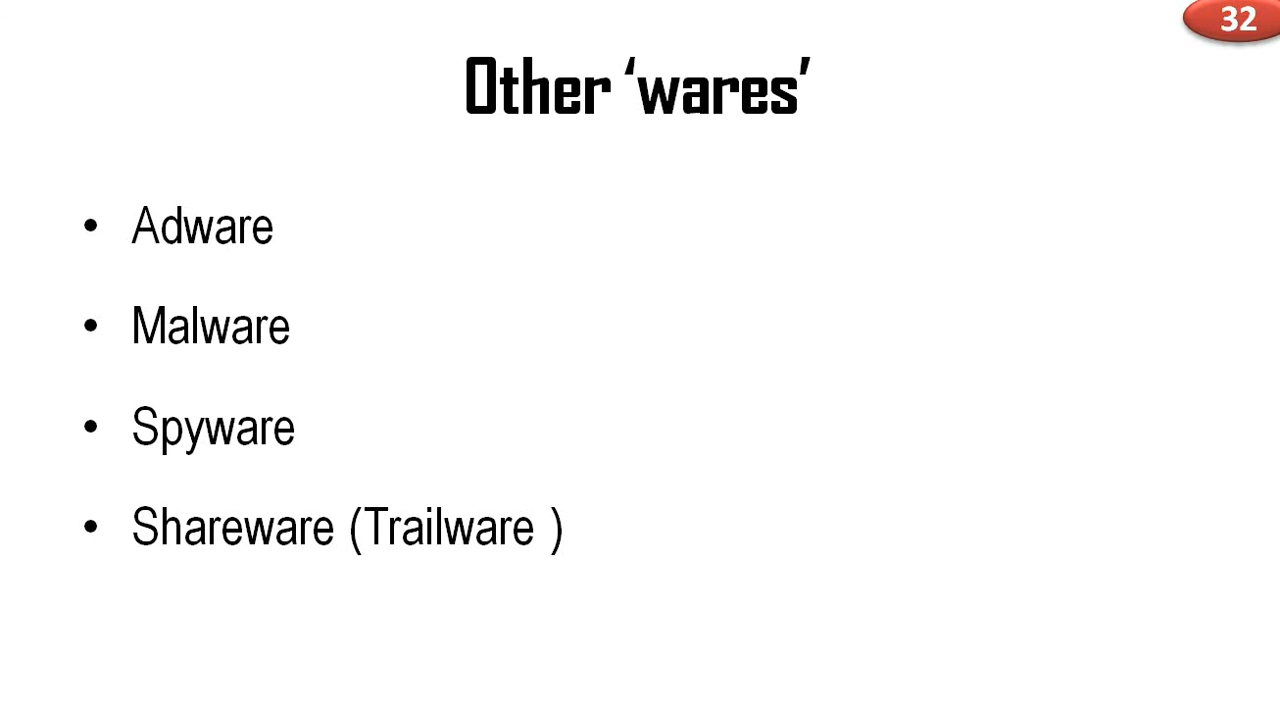 32
Other ‘wares’
• Adware
• Malware
• Spyware
• Shareware (Trailware )